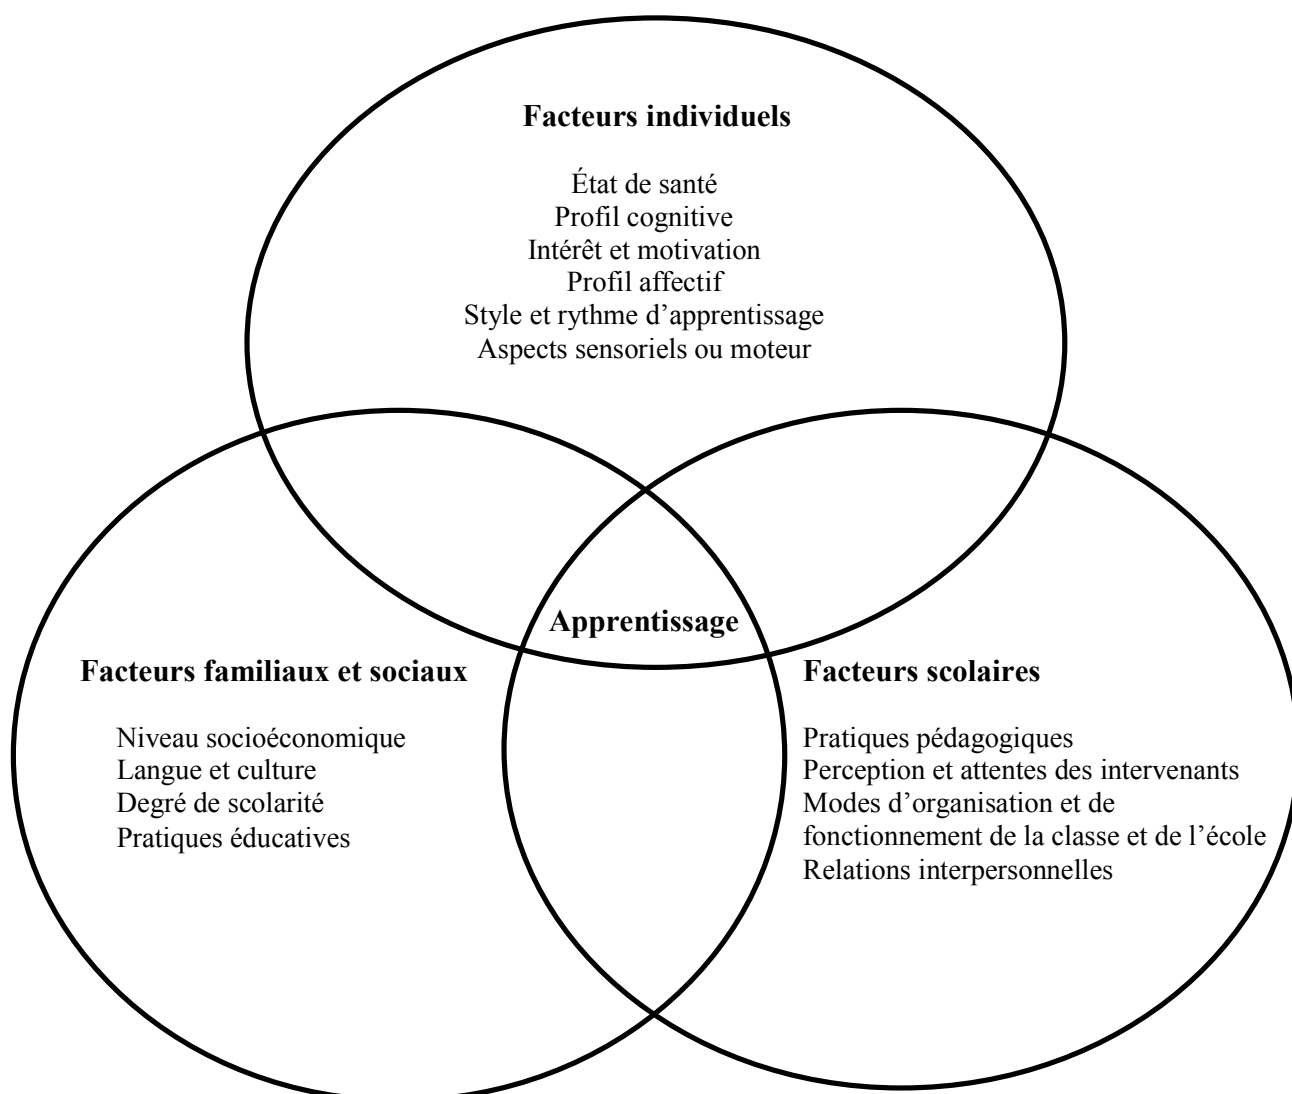 Facteurs individuels
État de santé
Profil cognitive
Intérêt et motivation
Profil affectif
Style et rythme d’apprentissage
Aspects sensoriels ou moteur
Apprentissage
Facteurs familiaux et sociaux
Niveau socioéconomique
Langue et culture
Degré de scolarité
Pratiques éducatives
Facteurs scolaires
Pratiques pédagogiques
Perception et attentes des intervenants
Modes d’organisation et de
fonctionnement de la classe et de l’école
Relations interpersonnelles